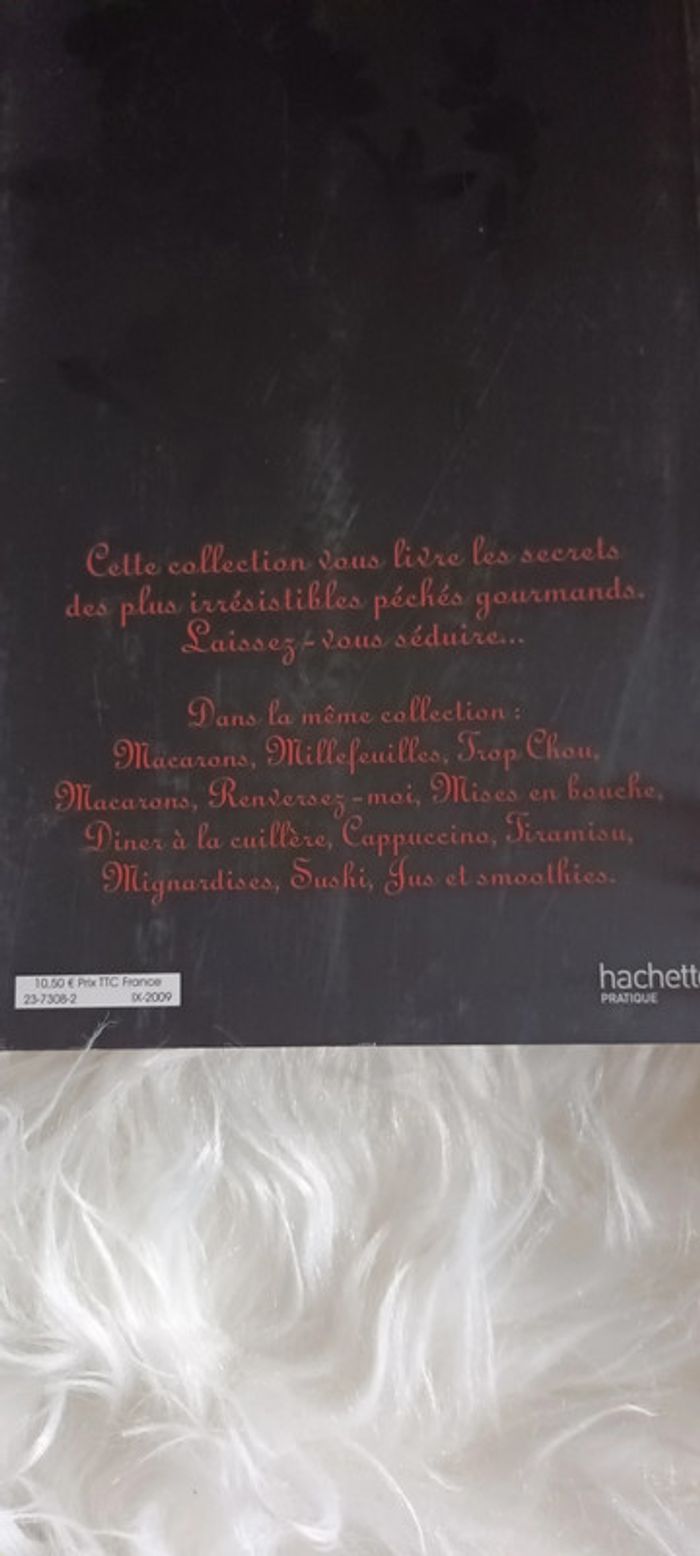 Cette collection vous livre les secrets
des plus irrésistibles péchés gourmands.
Laissez-vous séduire...
Dans la même collection :
Macarons, Millefeuilles, Trop Chou,
Macarons, Renversez-moi, Mises en bouche,
Dîner à la cuillère, Cappuccino, Tiramisu,
Mignardises, Sushi, Jus et smoothies.
10,50 € Prix TTC France
23-7308-2 IX-2009
hachette
PRATIQUE